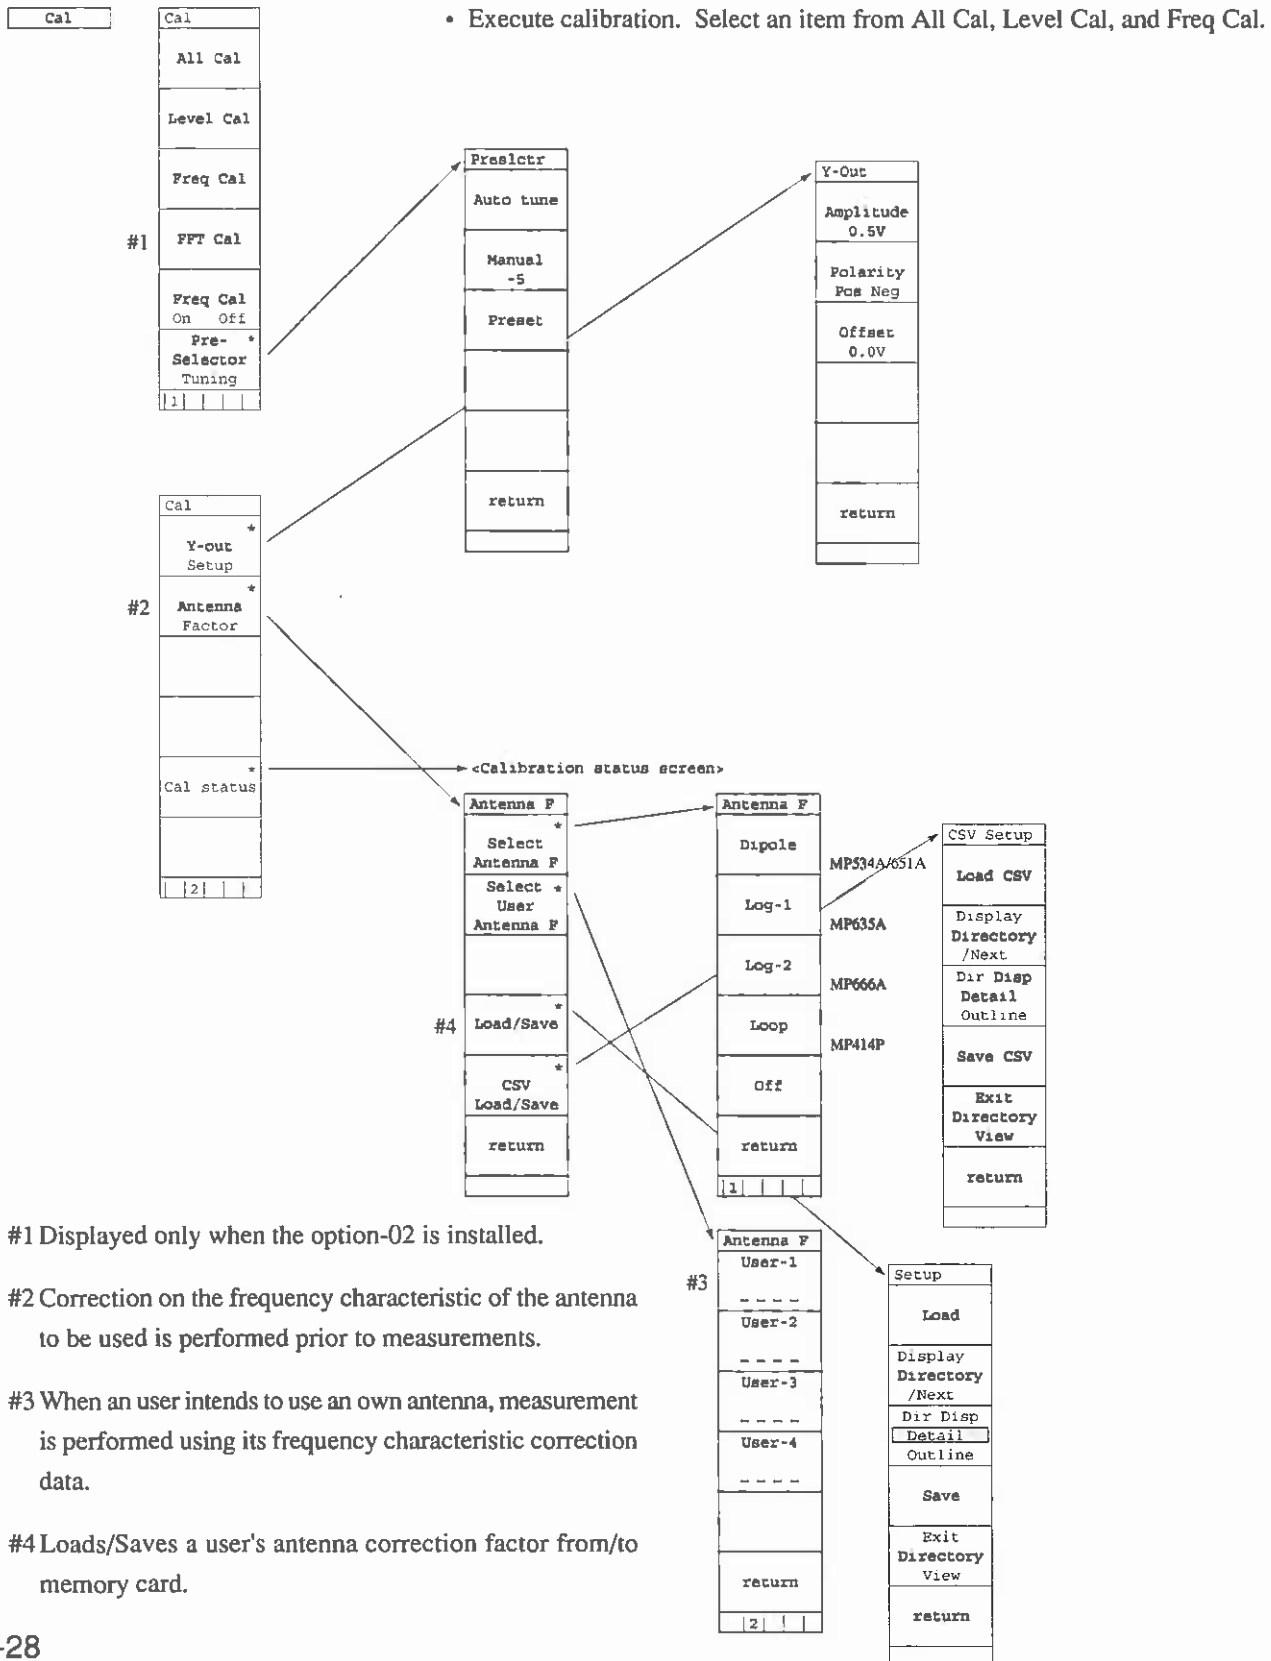 Cal
• Execute calibration. Select an item from All Cal, Level Cal, and Freq Cal.
Cal
All Cal
Level Cal
Freq Cal
#1
FFT Cal
Freq Cal
On Off
Pre- *
Selector
Tuning
1
Preslctr
Auto tune
Manual
-5
Preset
return
Y-Out
Amplitude
0.5V
Polarity
Pos Neg
Offset
0.0V
return
Cal
*
Y-out
Setup
*
#2
Antenna
Factor
*
Cal status
2
<Calibration status screen>
Antenna F
*
Select
Antenna F
Select *
User
Antenna F
*
#4
Load/Save
*
CSV
Load/Save
return
Antenna F
Dipole
MP534A/651A
Log-1
MP635A
Log-2
MP666A
Loop
MP414P
Off
return
1
CSV Setup
Load CSV
Display
Directory
/Next
Dir Disp
Detail
Outline
Save CSV
Exit
Directory
View
return
#3
Antenna F
User-1
- - - -
User-2
- - - -
User-3
- - - -
User-4
- - - -
return
2
Setup
Load
Display
Directory
/Next
Dir Disp
Detail
Outline
Save
Exit
Directory
View
return
#1 Displayed only when the option-02 is installed.
#2 Correction on the frequency characteristic of the antenna
to be used is performed prior to measurements.
#3 When an user intends to use an own antenna, measurement
is performed using its frequency characteristic correction
data.
#4 Loads/Saves a user's antenna correction factor from/to
memory card.
-28